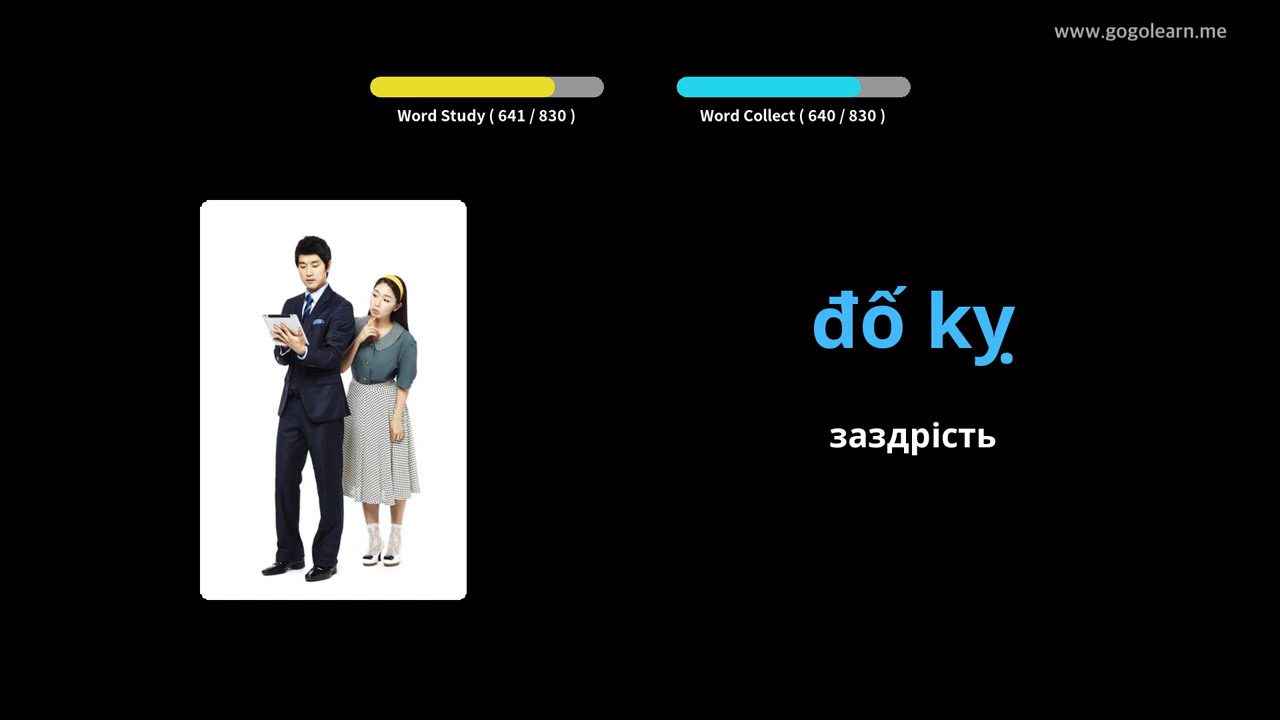 www.gogolearn.me
Word Study ( 641 / 830 )
Word Collect ( 640 / 830 )
đố kỵ
заздрість